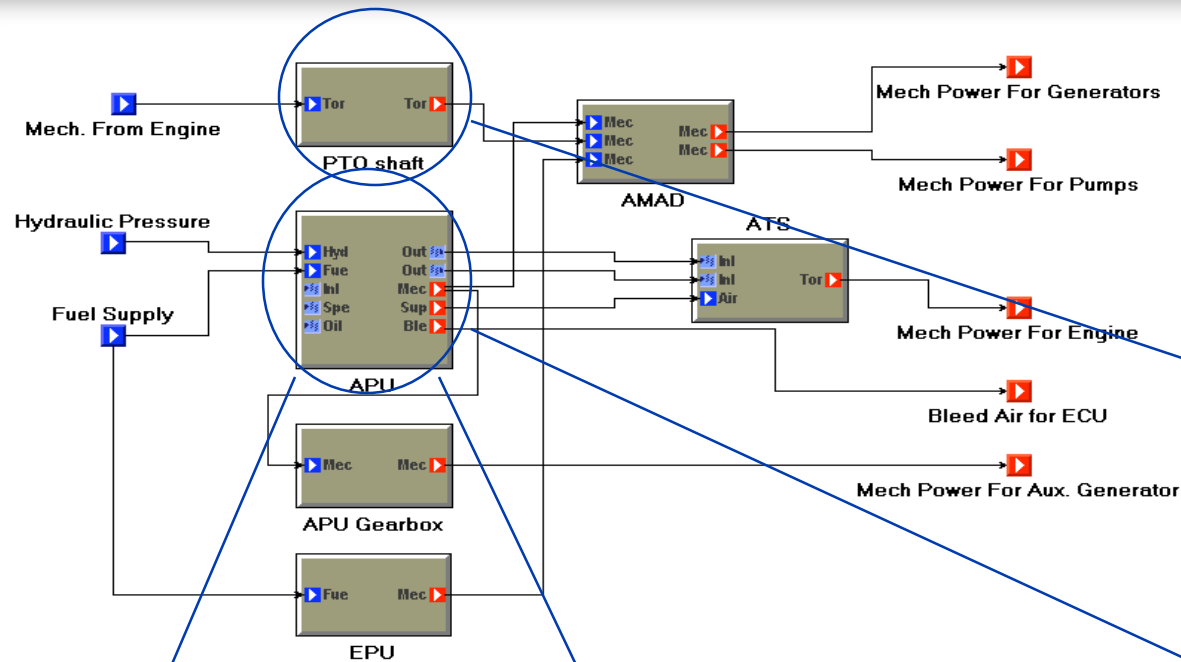 Mech. From Engine
Tor Tor
PTO shaft
Mec
Mec Mec
Mec Mec
AMAD
Mech Power For Generators
Mech Power For Pumps
Hydraulic Pressure
Fuel Supply
Hyd Out
Fue Out
Inl Mec
Spe Sup
Oil Ble
APU
ATS
Inl
Inl Tor
Air
Mech Power For Engine
Bleed Air for ECU
Mec Mec
APU Gearbox
Mech Power For Aux. Generator
Fue Mec
EPU